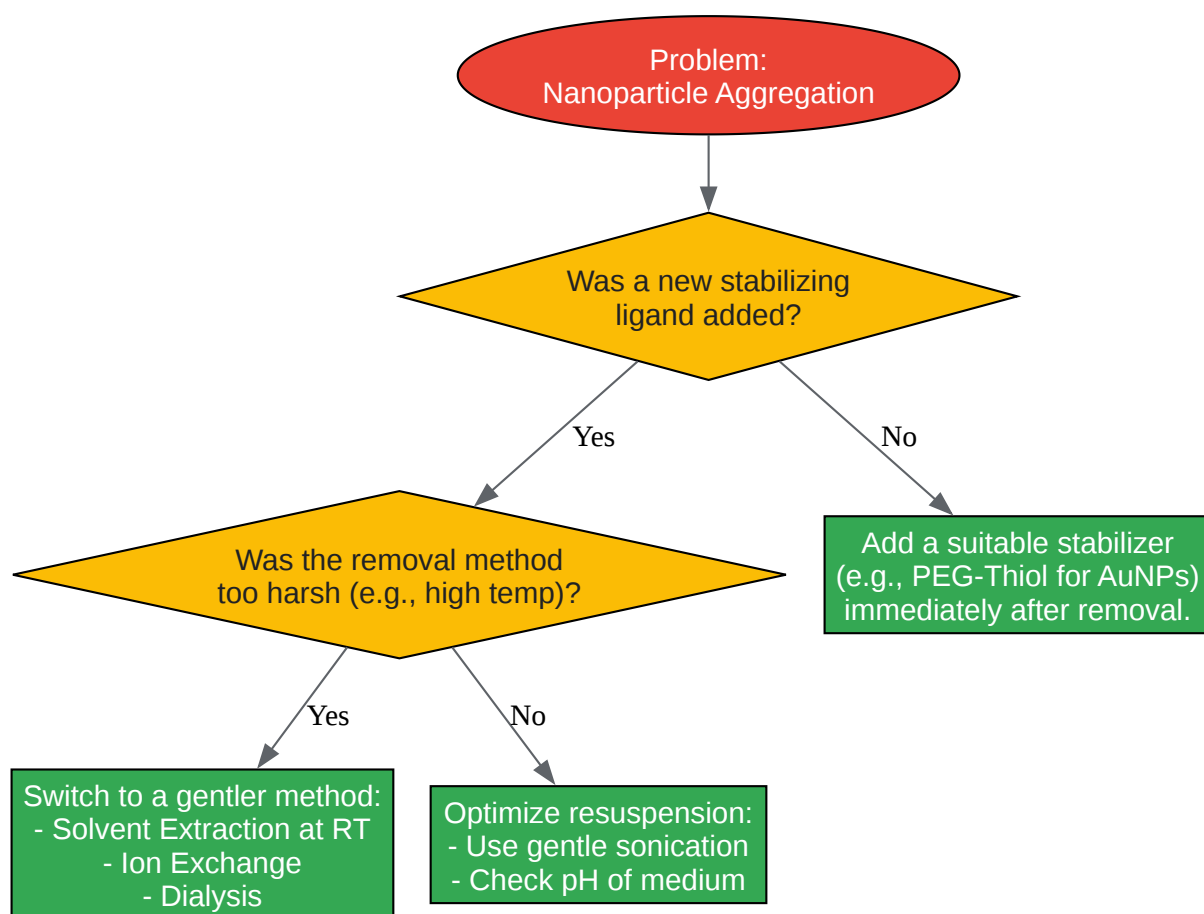 Problem:
Nanoparticle Aggregation
Was a new stabilizing
ligand added?
Yes
No
Was the removal method
too harsh (e.g., high temp)?
Add a suitable stabilizer
(e.g., PEG-Thiol for AuNPs)
immediately after removal.
Yes
No
Switch to a gentler method:
- Solvent Extraction at RT
- Ion Exchange
- Dialysis
Optimize resuspension:
- Use gentle sonication
- Check pH of medium